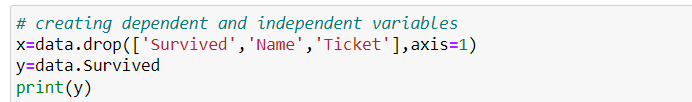 # creating dependent and independent variables
x=data.drop(['Survived','Name','Ticket'],axis=1)
y=data.Survived
print(y)